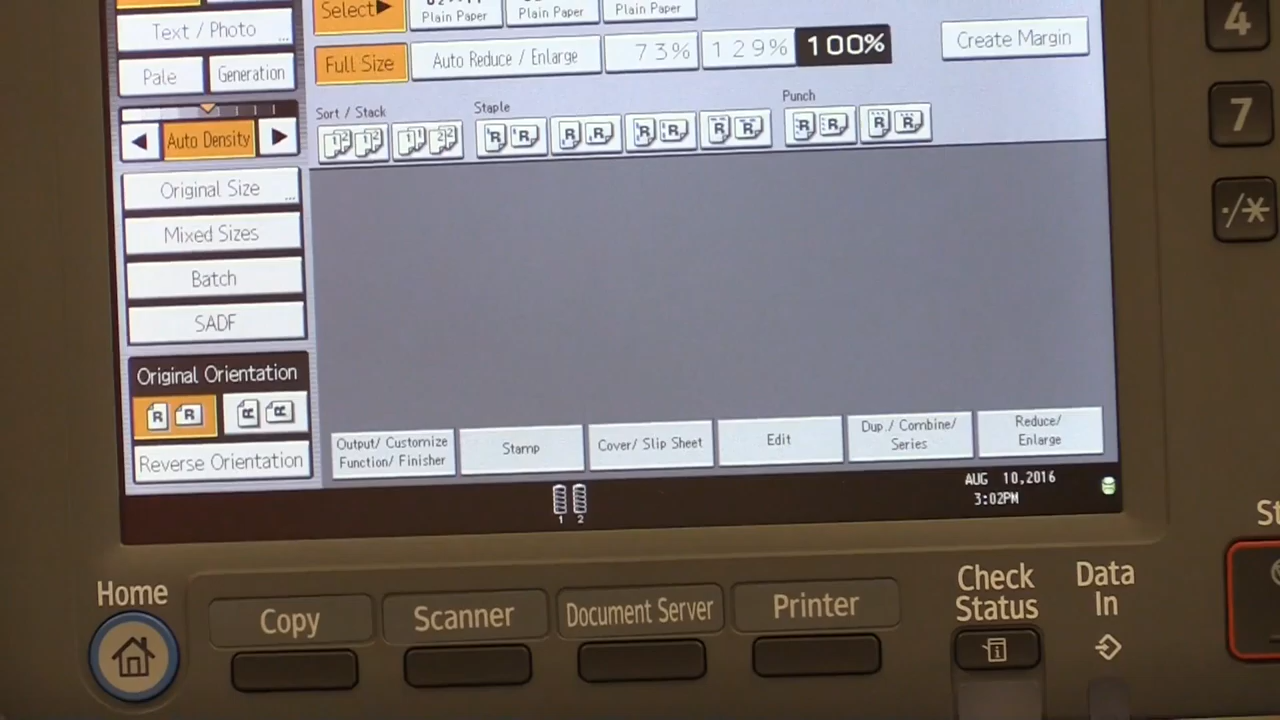 Text / Photo ...
Pale
Generation
Auto Density
Original Size ...
Mixed Sizes
Batch
SADF
Original Orientation
R R
R R
Reverse Orientation
Select▶
Plain Paper
Plain Paper
Plain Paper
Full Size
Auto Reduce / Enlarge
73%
129%
100%
Create Margin
Sort / Stack
Staple
Punch
Output/ Customize
Function/ Finisher
Stamp
Cover/ Slip Sheet
Edit
Dup./ Combine/
Series
Reduce/
Enlarge
1 2
AUG 10,2016
3:02PM
Home
Copy
Scanner
Document Server
Printer
Check
Status
Data
In
4
7
·/*